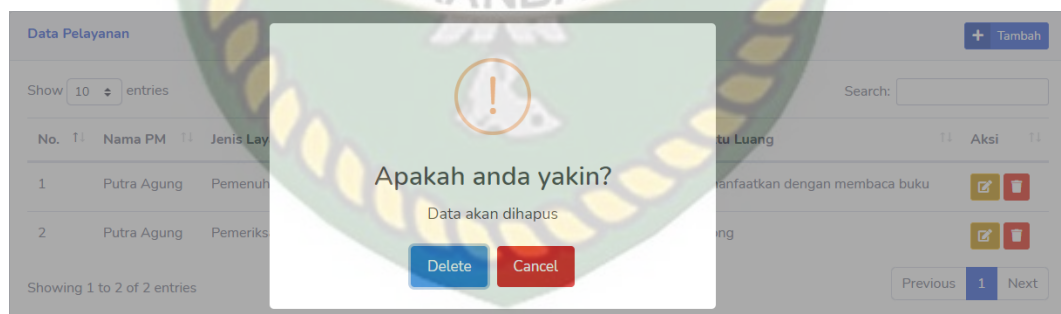 ANDA
Data Pelayanan
+ Tambah
Show 10 entries
Search:
No. Nama PM Jenis Lay tu Luang Aksi
1 Putra Agung Pemenuh anfaatkan dengan membaca buku
2 Putra Agung Pemeriks ong
Apakah anda yakin?
Data akan dihapus
Delete Cancel
Showing 1 to 2 of 2 entries
Previous 1 Next